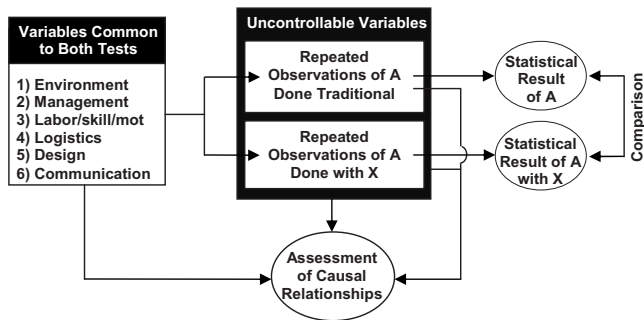 Variables Common
to Both Tests
1) Environment
2) Management
3) Labor/skill/mot
4) Logistics
5) Design
6) Communication
Uncontrollable Variables
Repeated
Observations of A
Done Traditional
Repeated
Observations of A
Done with X
Statistical
Result
of A
Statistical
Result of A
with X
Comparison
Assessment
of Causal
Relationships